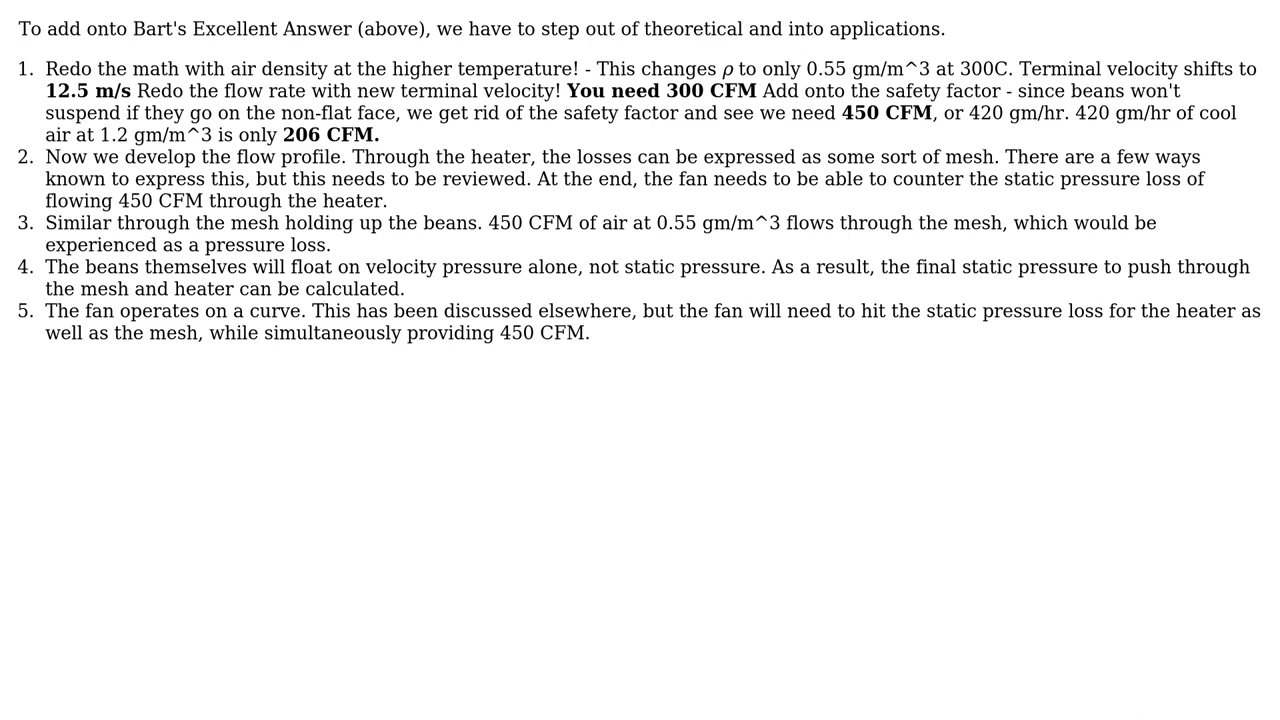 To add onto Bart's Excellent Answer (above), we have to step out of theoretical and into applications.
1. Redo the math with air density at the higher temperature! - This changes ρ to only 0.55 gm/m^3 at 300C. Terminal velocity shifts to
12.5 m/s Redo the flow rate with new terminal velocity! You need 300 CFM Add onto the safety factor - since beans won't
suspend if they go on the non-flat face, we get rid of the safety factor and see we need 450 CFM, or 420 gm/hr. 420 gm/hr of cool
air at 1.2 gm/m^3 is only 206 CFM.
2. Now we develop the flow profile. Through the heater, the losses can be expressed as some sort of mesh. There are a few ways
known to express this, but this needs to be reviewed. At the end, the fan needs to be able to counter the static pressure loss of
flowing 450 CFM through the heater.
3. Similar through the mesh holding up the beans. 450 CFM of air at 0.55 gm/m^3 flows through the mesh, which would be
experienced as a pressure loss.
4. The beans themselves will float on velocity pressure alone, not static pressure. As a result, the final static pressure to push through
the mesh and heater can be calculated.
5. The fan operates on a curve. This has been discussed elsewhere, but the fan will need to hit the static pressure loss for the heater as
well as the mesh, while simultaneously providing 450 CFM.